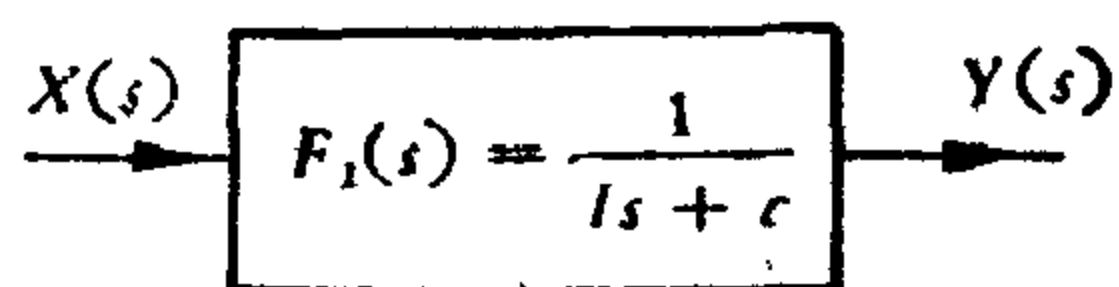 X(s)
F₁(s) = 1 / (Is + c)
Y(s)